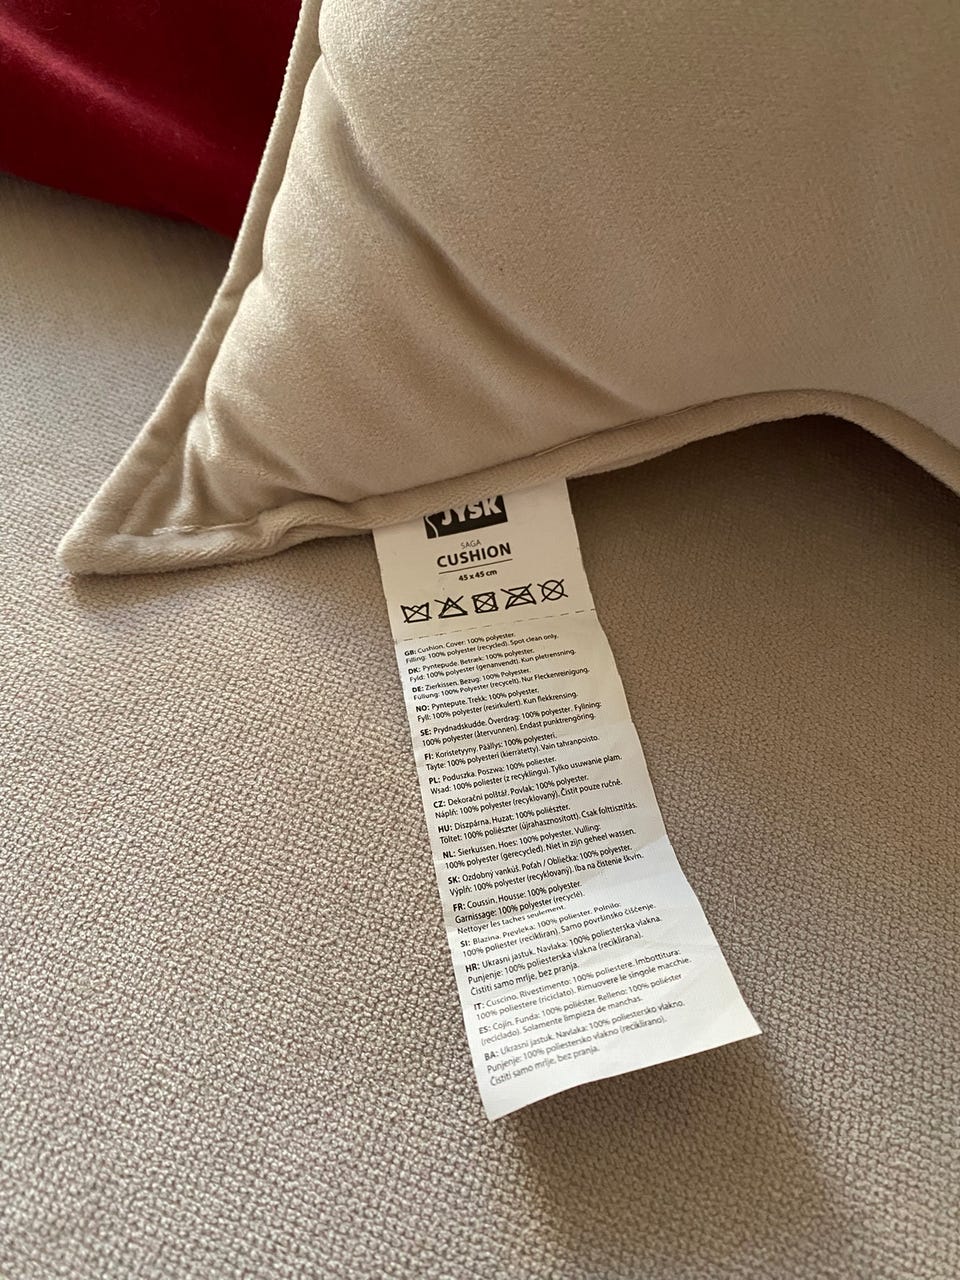 JYSK
SAGA
CUSHION
45 x 45 cm
GB: Cushion. Cover: 100% polyester.
Filling: 100% polyester (recycled). Spot clean only.
DK: Pyntepude. Betræk: 100% polyester.
Fyld: 100% polyester (genanvendt). Kun pletrensning.
DE: Zierkissen. Bezug: 100% Polyester.
Füllung: 100% Polyester (recycelt). Nur Fleckenreinigung.
NO: Pyntepute. Trekk: 100% polyester.
Fyll: 100% polyester (resirkulert). Kun flekkrensing.
SE: Prydnadskudde. Överdrag: 100% polyester. Fyllning:
100% polyester (återvunnen). Endast punktrengöring.
FI: Koristetyyny. Päällys: 100% polyesteri.
Täyte: 100% polyesteri (kierrätetty). Vain tahranpoisto.
PL: Poduszka. Poszwa: 100% poliester.
Wsad: 100% poliester (z recyklingu). Tylko usuwanie plam.
CZ: Dekorační polštář. Povlak: 100% polyester.
Náplň: 100% polyester (recyklovaný). Čistit pouze ručně.
HU: Díszpárna. Huzat: 100% poliészter.
Töltet: 100% poliészter (újrahasznosított). Csak folttisztítás.
NL: Sierkussen. Hoes: 100% polyester. Vulling:
100% polyester (gerecycled). Niet in zijn geheel wassen.
SK: Ozdobný vankúš. Poťah / Obliečka: 100% polyester.
Výplň: 100% polyester (recyklovaný). Iba na čistenie škvŕn.
FR: Coussin. Housse: 100% polyester.
Garnissage: 100% polyester (recyclé).
Nettoyer les taches seulement.
SI: Blazina. Prevleka: 100% poliester. Polnilo:
100% poliester (recikliran). Samo površinsko čiščenje.
HR: Ukrasni jastuk. Navlaka: 100% poliesterska vlakna.
Punjenje: 100% poliesterska vlakna (reciklirana).
Čistiti samo mrlje, bez pranja.
IT: Cuscino. Rivestimento: 100% poliestere. Imbottitura:
100% poliestere (riciclato). Rimuovere le singole macchie.
ES: Cojín. Funda: 100% poliéster. Relleno: 100% poliéster
(reciclado). Solamente limpieza de manchas.
BA: Ukrasni jastuk. Navlaka: 100% poliestersko vlakno.
Punjenje: 100% poliestersko vlakno (reciklirano).
Čistiti samo mrlje, bez pranja.